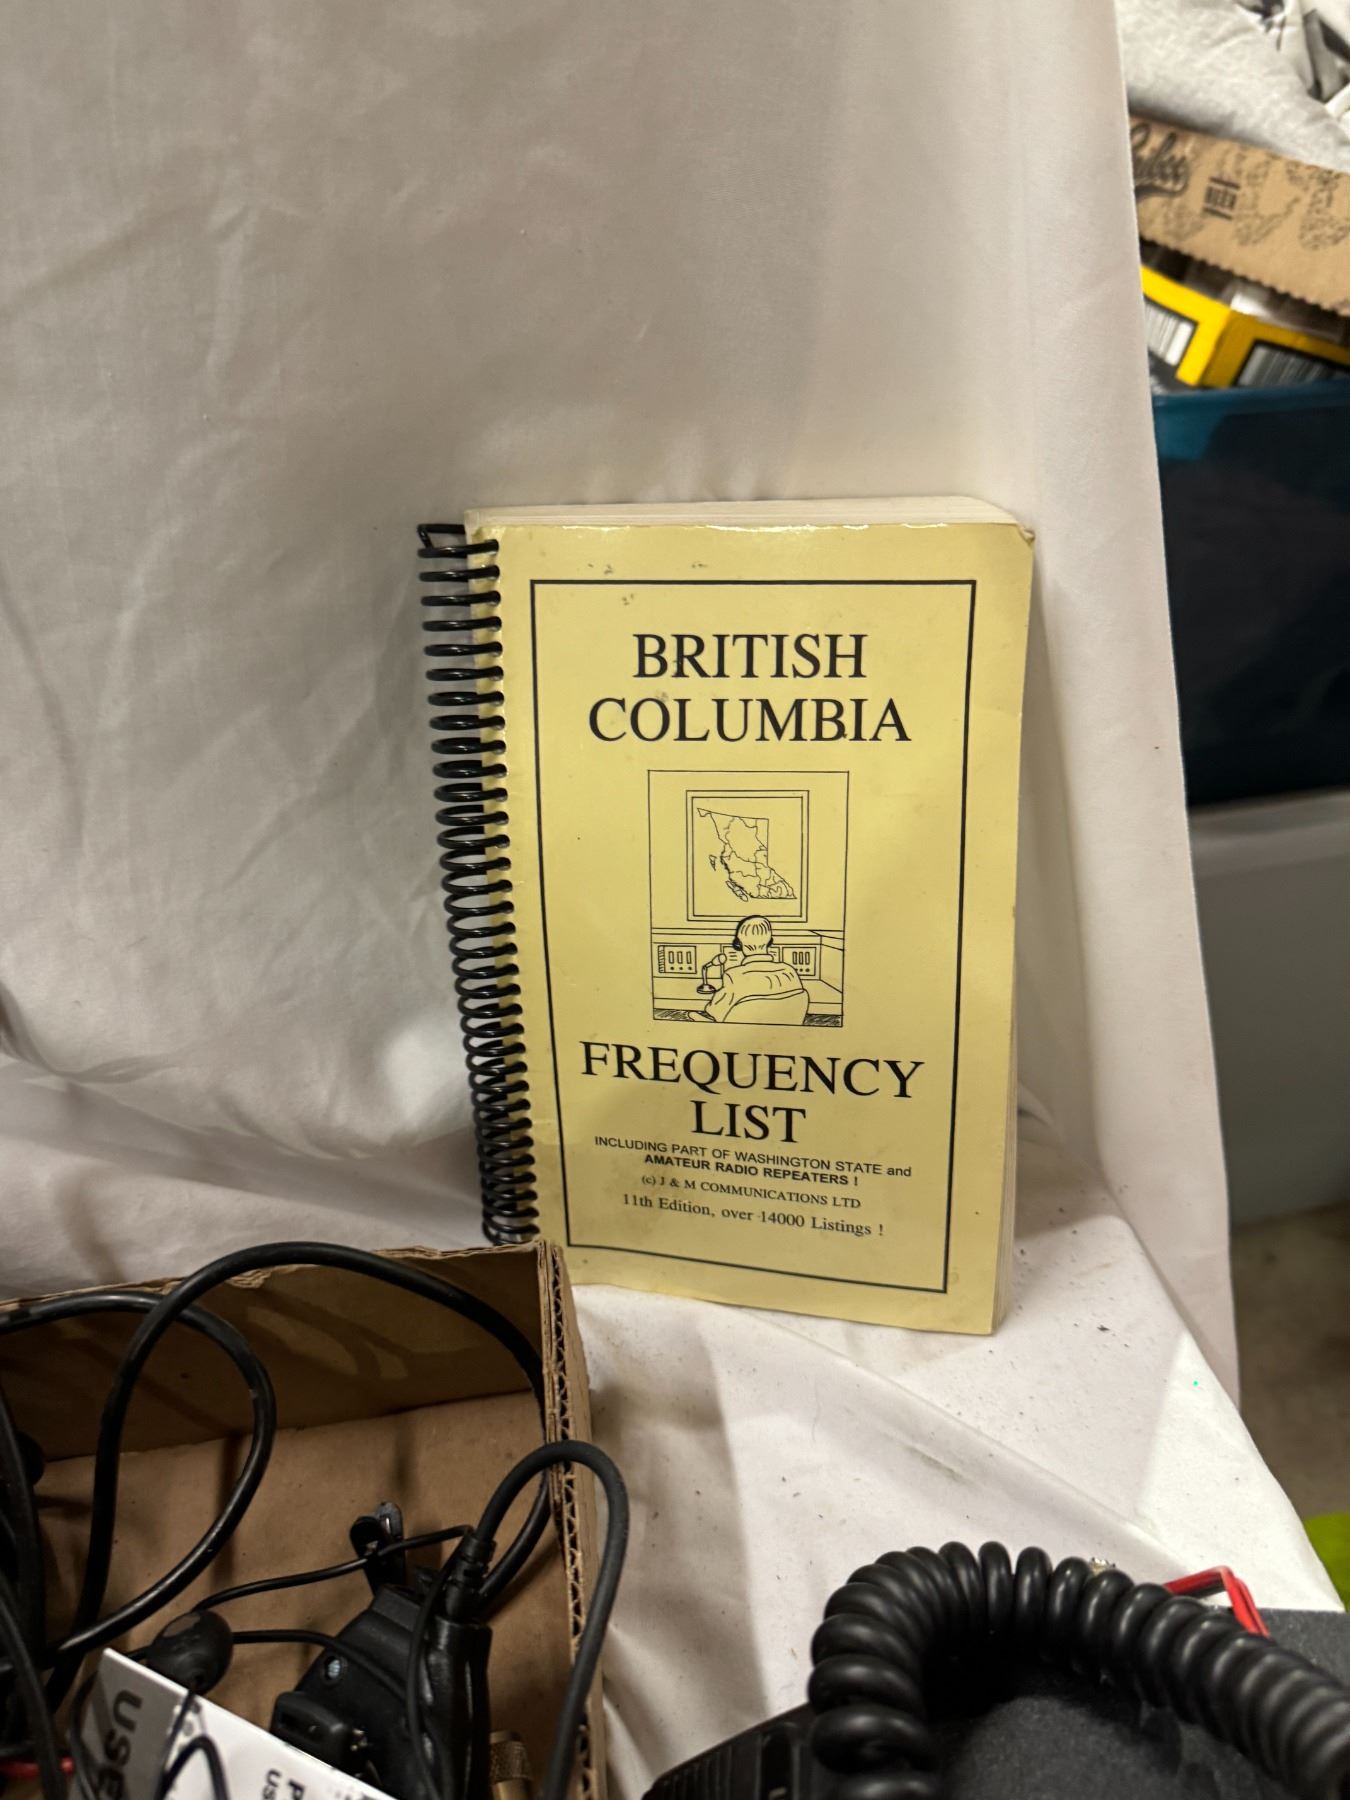 BEER
BRITISH
COLUMBIA
FREQUENCY
LIST
INCLUDING PART OF WASHINGTON STATE and
AMATEUR RADIO REPEATERS !
(c) J & M COMMUNICATIONS LTD
11th Edition, over 14000 Listings !